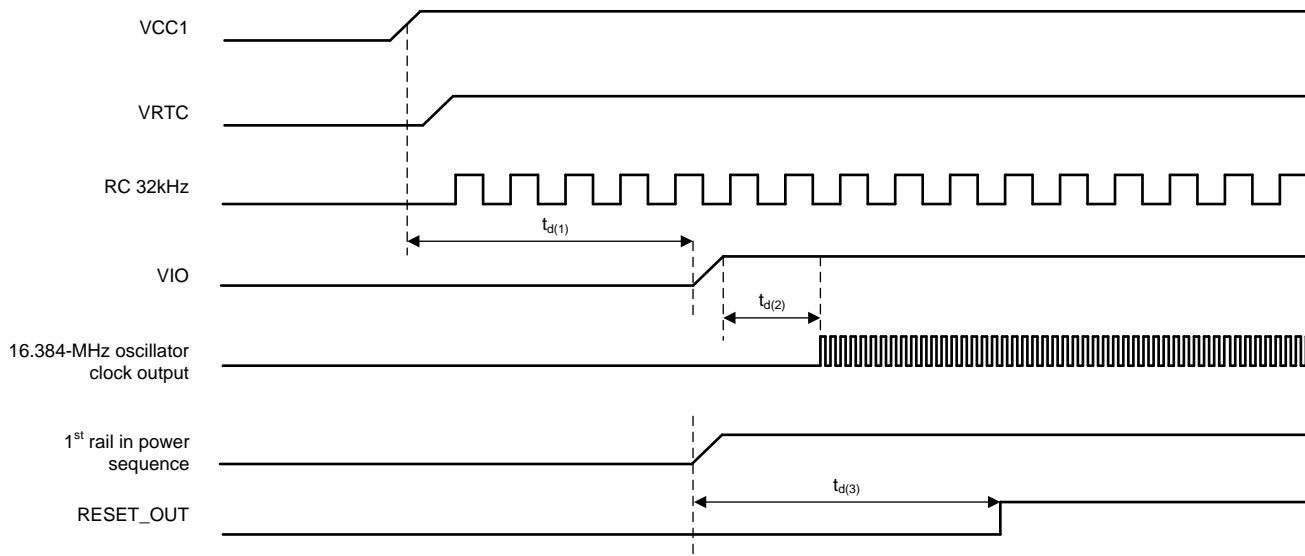 VCC1
VRTC
RC 32kHz
td(1)
VIO
td(2)
16.384-MHz oscillator
clock output
1st rail in power
sequence
td(3)
RESET_OUT